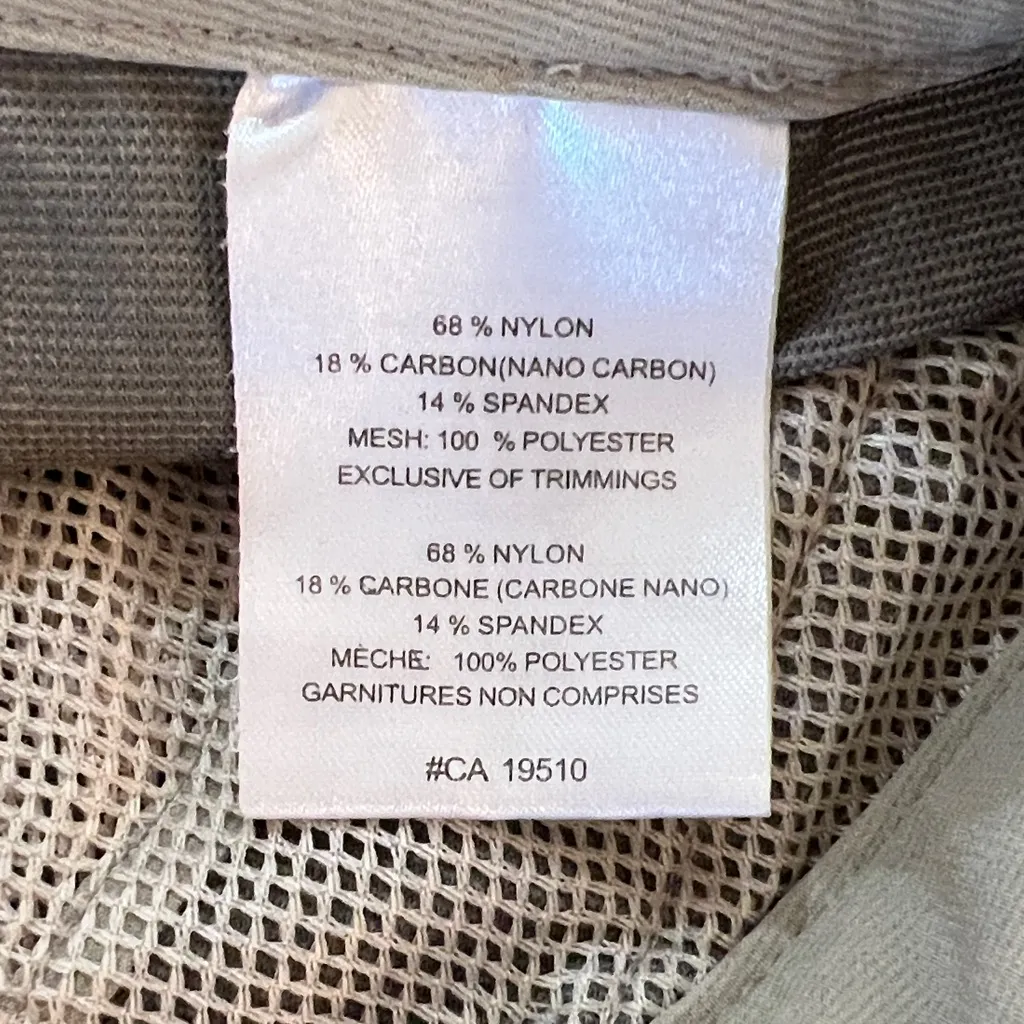 68 % NYLON
18 % CARBON(NANO CARBON)
14 % SPANDEX
MESH: 100 % POLYESTER
EXCLUSIVE OF TRIMMINGS
68 % NYLON
18 % CARBONE (CARBONE NANO)
14 % SPANDEX
MÈCHE: 100% POLYESTER
GARNITURES NON COMPRISES
#CA 19510